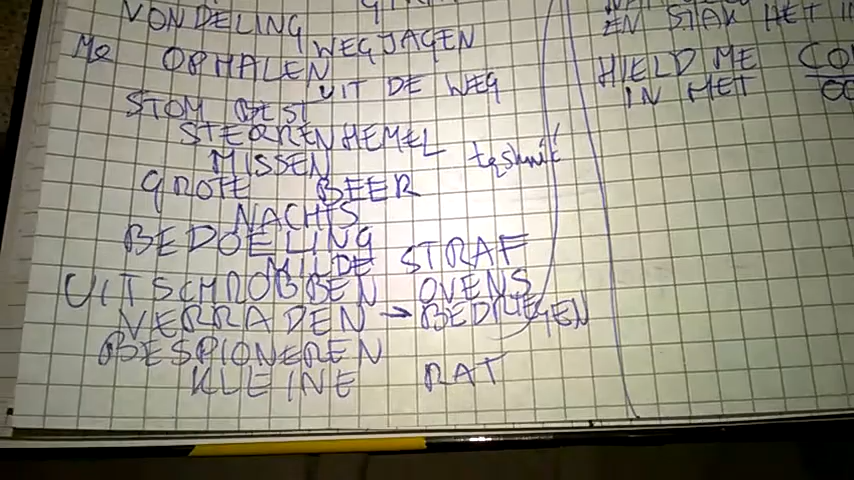 VONDELING
WEGJAGEN
Me OPHALEN
UIT DE WEG
STOM BEEST
STERRENHEMEL
MISSEN
GROTE BEER
NACHTS
BEDOELING
MILDE STRAF
UITSCHROBBEN OVENS
VERRADEN → BEDRIEGEN
BESPIONEREN
KLEINE RAT
EN STAK HET
HIELD ME
IN MET